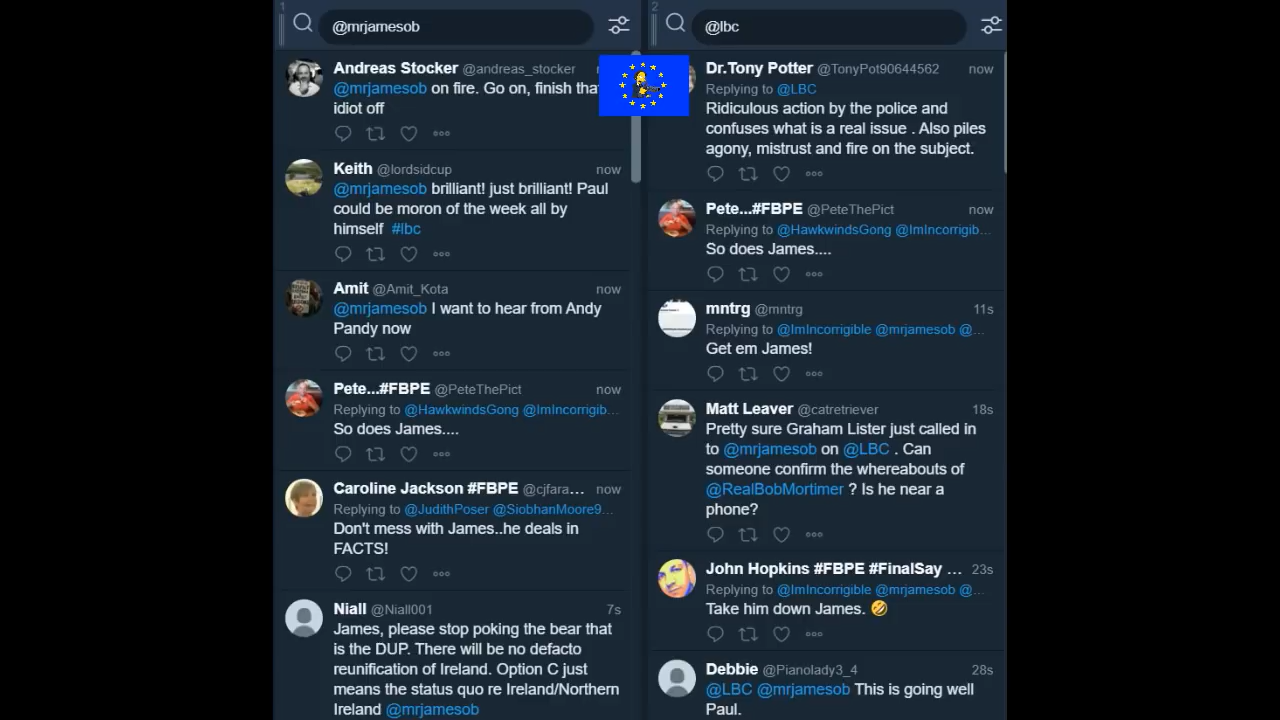 1
@mrjamesob
Andreas Stocker @andreas_stocker
@mrjamesob on fire. Go on, finish
idiot off
Keith @lordsidcup now
@mrjamesob brilliant! just brilliant! Paul
could be moron of the week all by
himself #lbc
Amit @Amit_Kota now
@mrjamesob I want to hear from Andy
Pandy now
Pete...#FBPE @PeteThePict now
Replying to @HawkwindsGong @ImIncorrigib...
So does James....
Caroline Jackson #FBPE @cjfara... now
Replying to @JudithPoser @SiobhanMoore9...
Don't mess with James..he deals in
FACTS!
Niall @Niall001 7s
James, please stop poking the bear that
is the DUP. There will be no defacto
reunification of Ireland. Option C just
means the status quo re Ireland/Northern
Ireland @mrjamesob
2
@lbc
Dr.Tony Potter @TonyPot90644562 now
Replying to @LBC
Ridiculous action by the police and
confuses what is a real issue . Also piles
agony, mistrust and fire on the subject.
Pete...#FBPE @PeteThePict now
Replying to @HawkwindsGong @ImIncorrigib...
So does James....
mntrg @mntrg 11s
Replying to @ImIncorrigible @mrjamesob @...
Get em James!
Matt Leaver @catretriever 18s
Pretty sure Graham Lister just called in
to @mrjamesob on @LBC . Can
someone confirm the whereabouts of
@RealBobMortimer ? Is he near a
phone?
John Hopkins #FBPE #FinalSay ... 23s
Replying to @ImIncorrigible @mrjamesob @...
Take him down James. 🤣
Debbie @Pianolady3_4 28s
@LBC @mrjamesob This is going well
Paul.